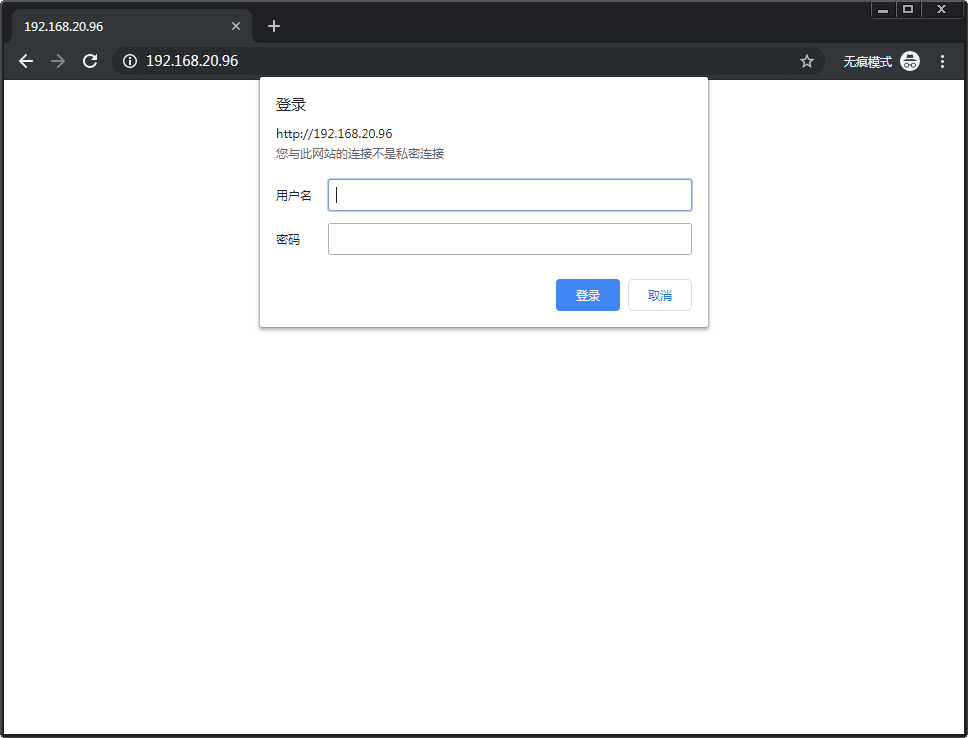 192.168.20.96
192.168.20.96
无痕模式
登录
http://192.168.20.96
您与此网站的连接不是私密连接
用户名
密码
登录
取消